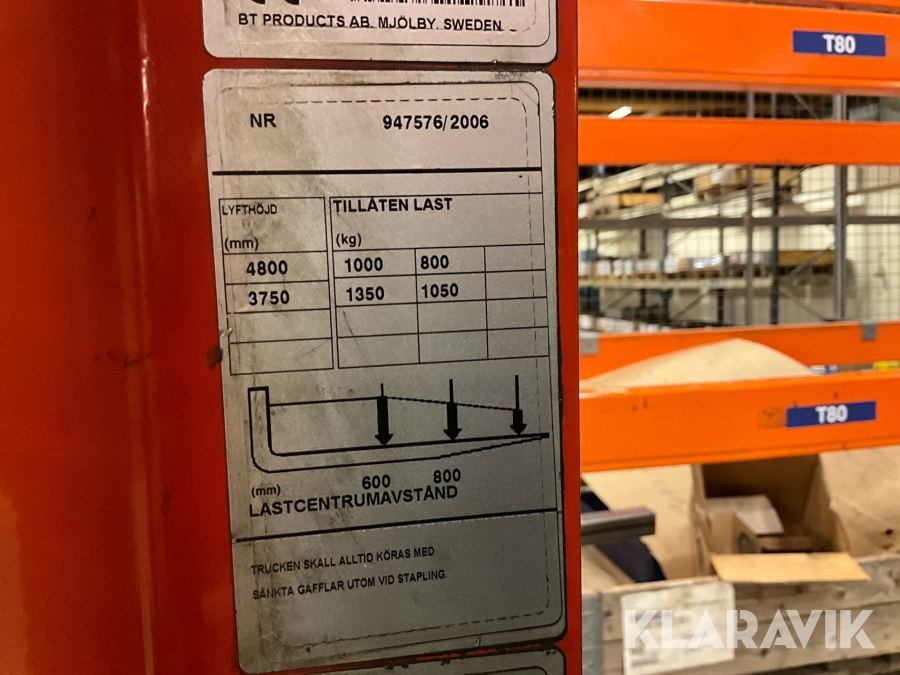 BT PRODUCTS AB. MJÖLBY. SWEDEN
NR 947576/2006
LYFTHÖJD TILLÅTEN LAST
(mm) (kg)
4800 1000 800
3750 1350 1050
(mm) 600 800
LASTCENTRUMAVSTÅND
TRUCKEN SKALL ALLTID KÖRAS MED
SÄNKTA GAFFLAR UTOM VID STAPLING.
T80
T80
KLARAVIK